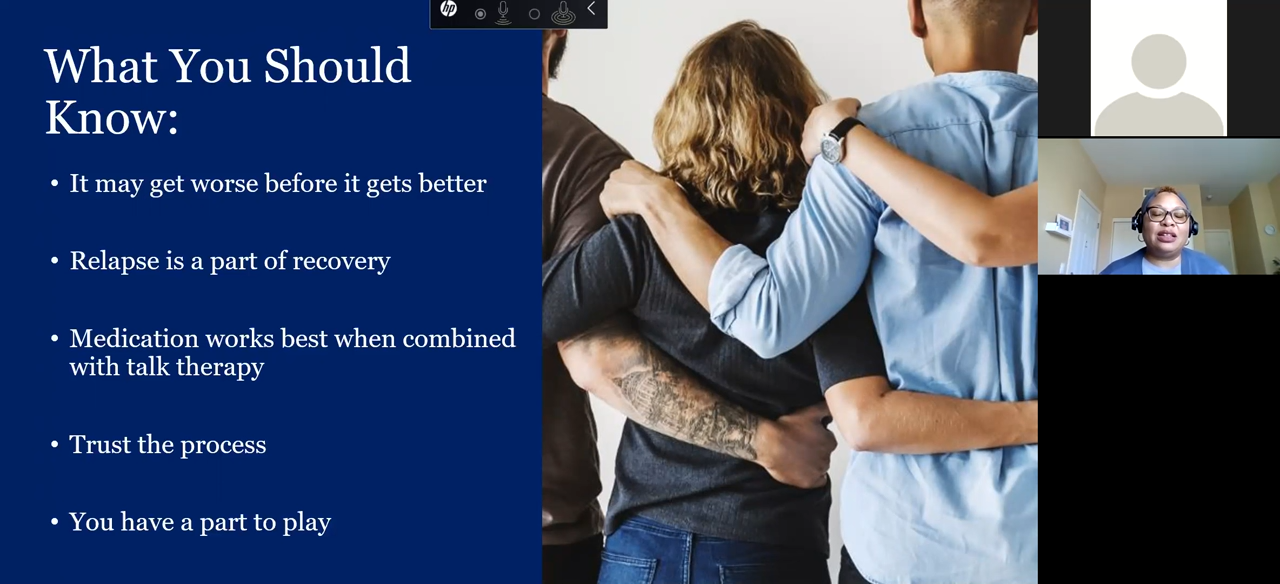 hp
What You Should
Know:
• It may get worse before it gets better
• Relapse is a part of recovery
• Medication works best when combined
with talk therapy
• Trust the process
• You have a part to play